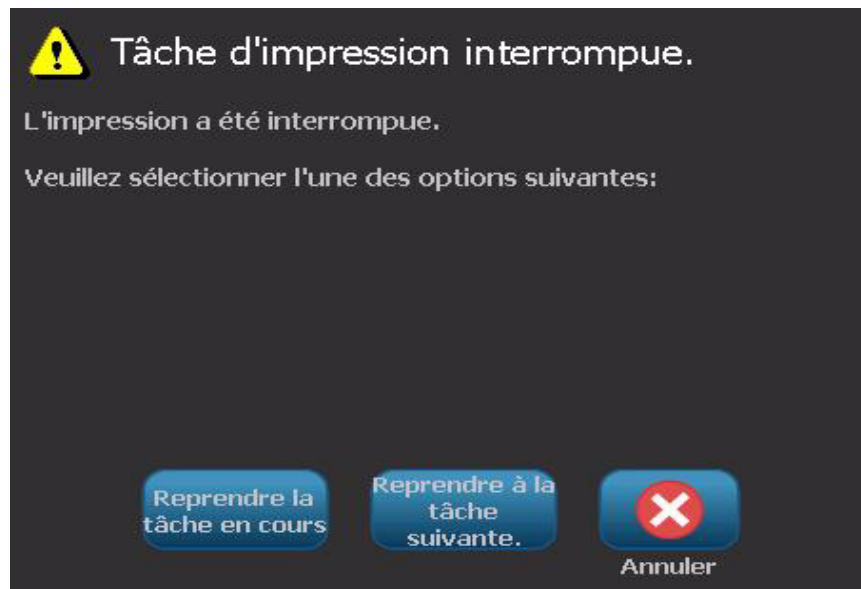 Tâche d'impression interrompue.
L'impression a été interrompue.
Veuillez sélectionner l'une des options suivantes:
Reprendre la
tâche en cours
Reprendre à la
tâche
suivante.
Annuler